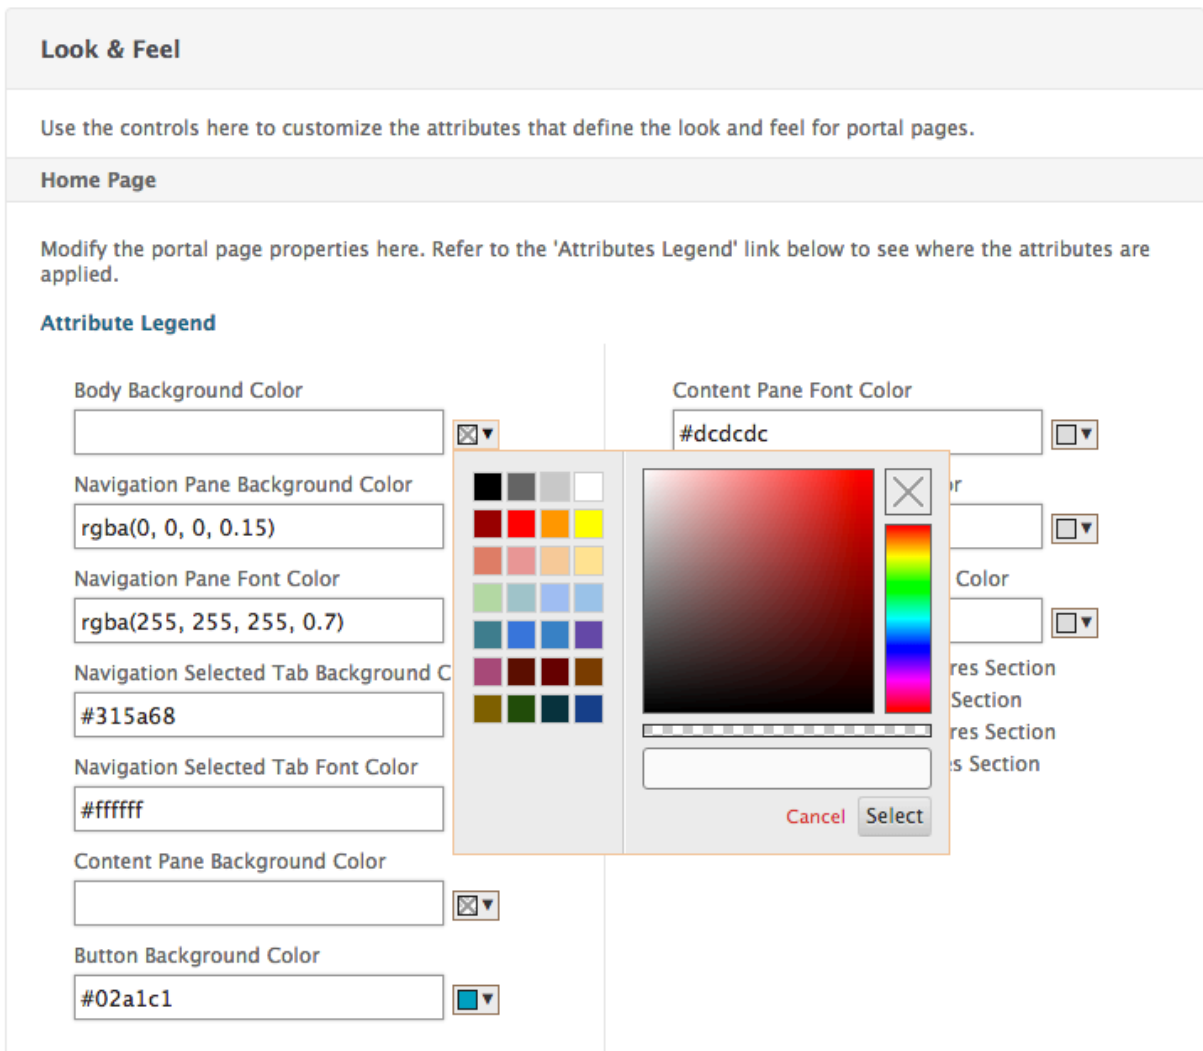 Look & Feel
Use the controls here to customize the attributes that define the look and feel for portal pages.
Home Page
Modify the portal page properties here. Refer to the 'Attributes Legend' link below to see where the attributes are
applied.
Attribute Legend
Body Background Color
Navigation Pane Background Color
rgba(0, 0, 0, 0.15)
Navigation Pane Font Color
rgba(255, 255, 255, 0.7)
Navigation Selected Tab Background C
#315a68
Navigation Selected Tab Font Color
#ffffff
Content Pane Background Color
Button Background Color
#02a1c1
Content Pane Font Color
#dcdcdc
Color
res Section
Section
res Section
s Section
Cancel
Select